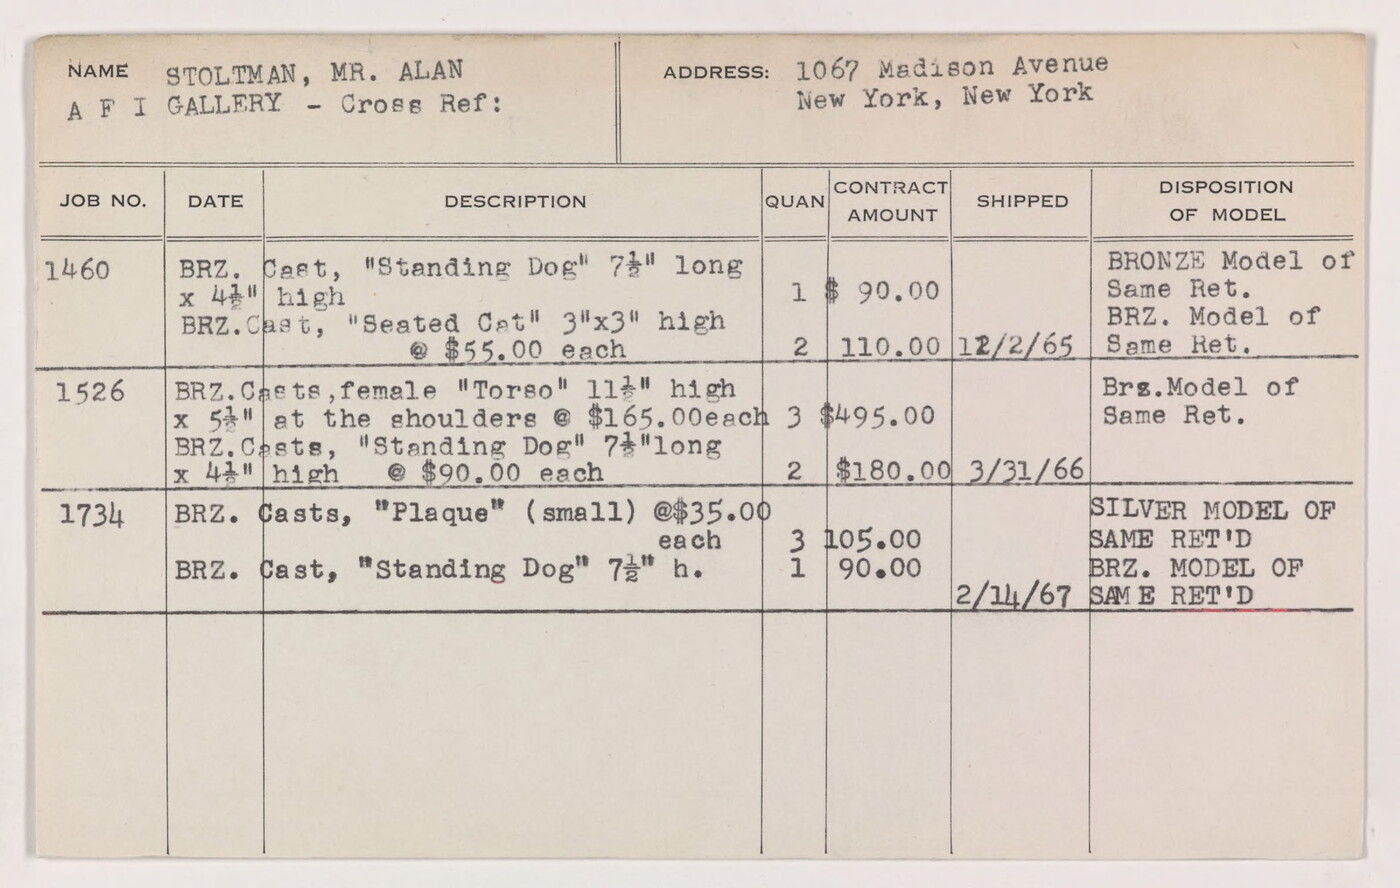 NAME STOLTMAN, MR. ALAN
A F I GALLERY - Cross Ref:
ADDRESS: 1067 Madison Avenue
New York, New York
JOB NO. DATE DESCRIPTION QUAN CONTRACT AMOUNT SHIPPED DISPOSITION OF MODEL
1460 BRZ. Cast, "Standing Dog" 7½" long BRONZE Model of
x 4½" high 1 $ 90.00 Same Ret.
BRZ.Cast, "Seated Cat" 3"x3" high BRZ. Model of
@ $55.00 each 2 110.00 12/2/65 Same Ret.
1526 BRZ.Casts,female "Torso" 11½" high Brz.Model of
x 5½" at the shoulders @ $165.00each 3 $495.00 Same Ret.
BRZ.Casts, "Standing Dog" 7½"long
x 4½" high @ $90.00 each 2 $180.00 3/31/66
1734 BRZ. Casts, "Plaque" (small) @$35.00 SILVER MODEL OF
each 3 105.00 SAME RET'D
BRZ. Cast, "Standing Dog" 7½" h. 1 90.00 BRZ. MODEL OF
2/14/67 SAME RET'D